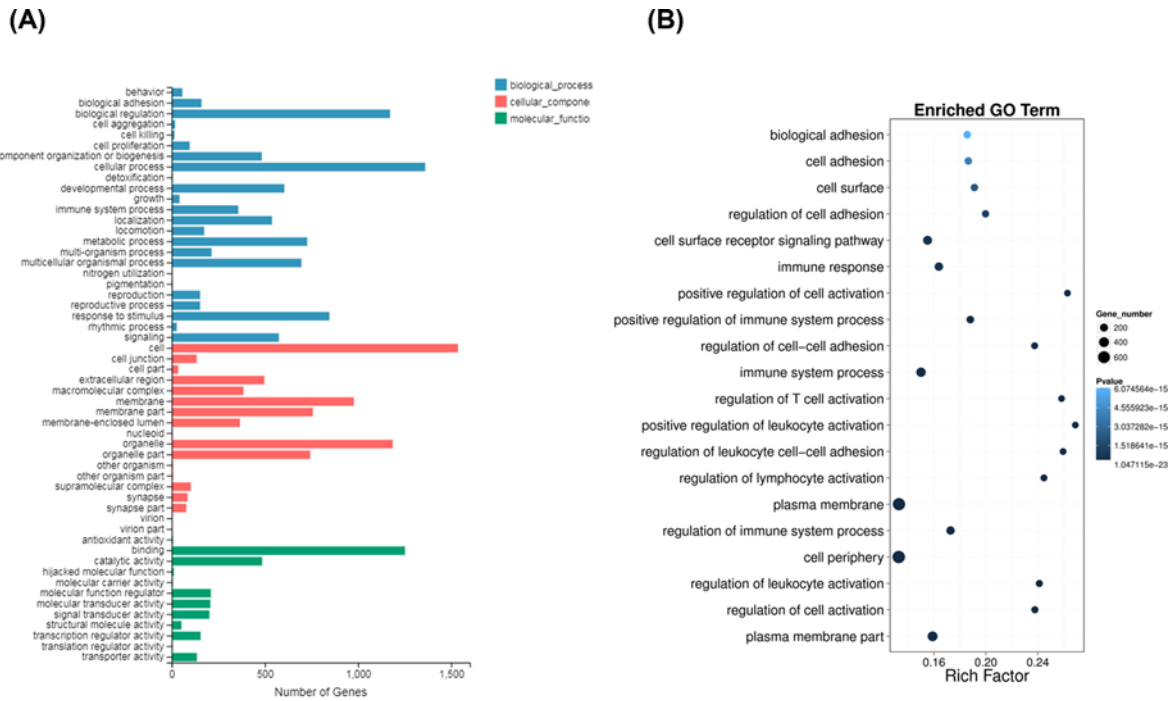 (A)
biological_process
cellular_compone
molecular_functio
behavior
biological adhesion
biological regulation
cell aggregation
cell killing
cell proliferation
omponent organization or biogenesis
cellular process
detoxification
developmental process
growth
immune system process
localization
locomotion
metabolic process
multi-organism process
multicellular organismal process
nitrogen utilization
pigmentation
reproduction
reproductive process
response to stimulus
rhythmic process
signaling
cell
cell junction
cell part
extracellular region
macromolecular complex
membrane
membrane part
membrane-enclosed lumen
nucleoid
organelle
organelle part
other organism
other organism part
supramolecular complex
synapse
synapse part
virion
virion part
antioxidant activity
binding
catalytic activity
hijacked molecular function
molecular carrier activity
molecular function regulator
molecular transducer activity
signal transducer activity
structural molecule activity
transcription regulator activity
translation regulator activity
transporter activity
0 500 1,000 1,500
Number of Genes
(B)
Enriched GO Term
biological adhesion
cell adhesion
cell surface
regulation of cell adhesion
cell surface receptor signaling pathway
immune response
positive regulation of cell activation
positive regulation of immune system process
regulation of cell−cell adhesion
immune system process
regulation of T cell activation
positive regulation of leukocyte activation
regulation of leukocyte cell−cell adhesion
regulation of lymphocyte activation
plasma membrane
regulation of immune system process
cell periphery
regulation of leukocyte activation
regulation of cell activation
plasma membrane part
0.16 0.20 0.24
Rich Factor
Gene_number
200
400
600
Pvalue
6.074564e−15
4.555923e−15
3.037282e−15
1.518641e−15
1.047115e−23